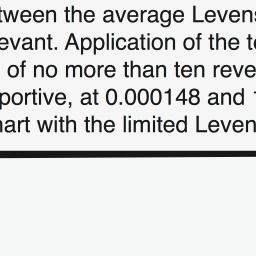 tween the average Levens
evant. Application of the te
of no more than ten reve
portive, at 0.000148 and
art with the limited Leven